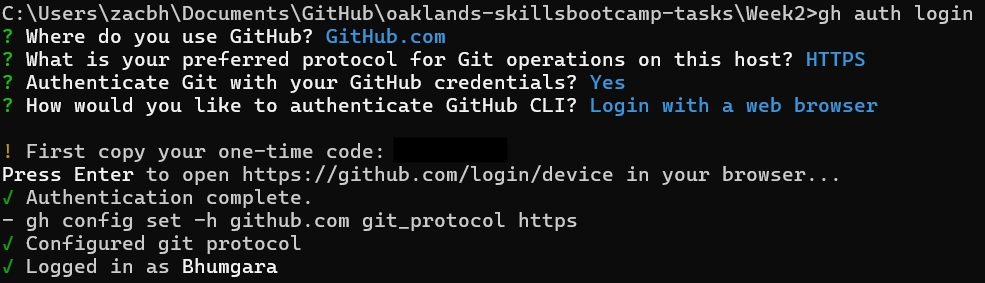 C:\Users\zacbh\Documents\GitHub\oaklands-skillsbootcamp-tasks\Week2>gh auth login
? Where do you use GitHub? GitHub.com
? What is your preferred protocol for Git operations on this host? HTTPS
? Authenticate Git with your GitHub credentials? Yes
? How would you like to authenticate GitHub CLI? Login with a web browser
! First copy your one-time code:
Press Enter to open https://github.com/login/device in your browser...
✓ Authentication complete.
- gh config set -h github.com git_protocol https
✓ Configured git protocol
✓ Logged in as Bhumgara